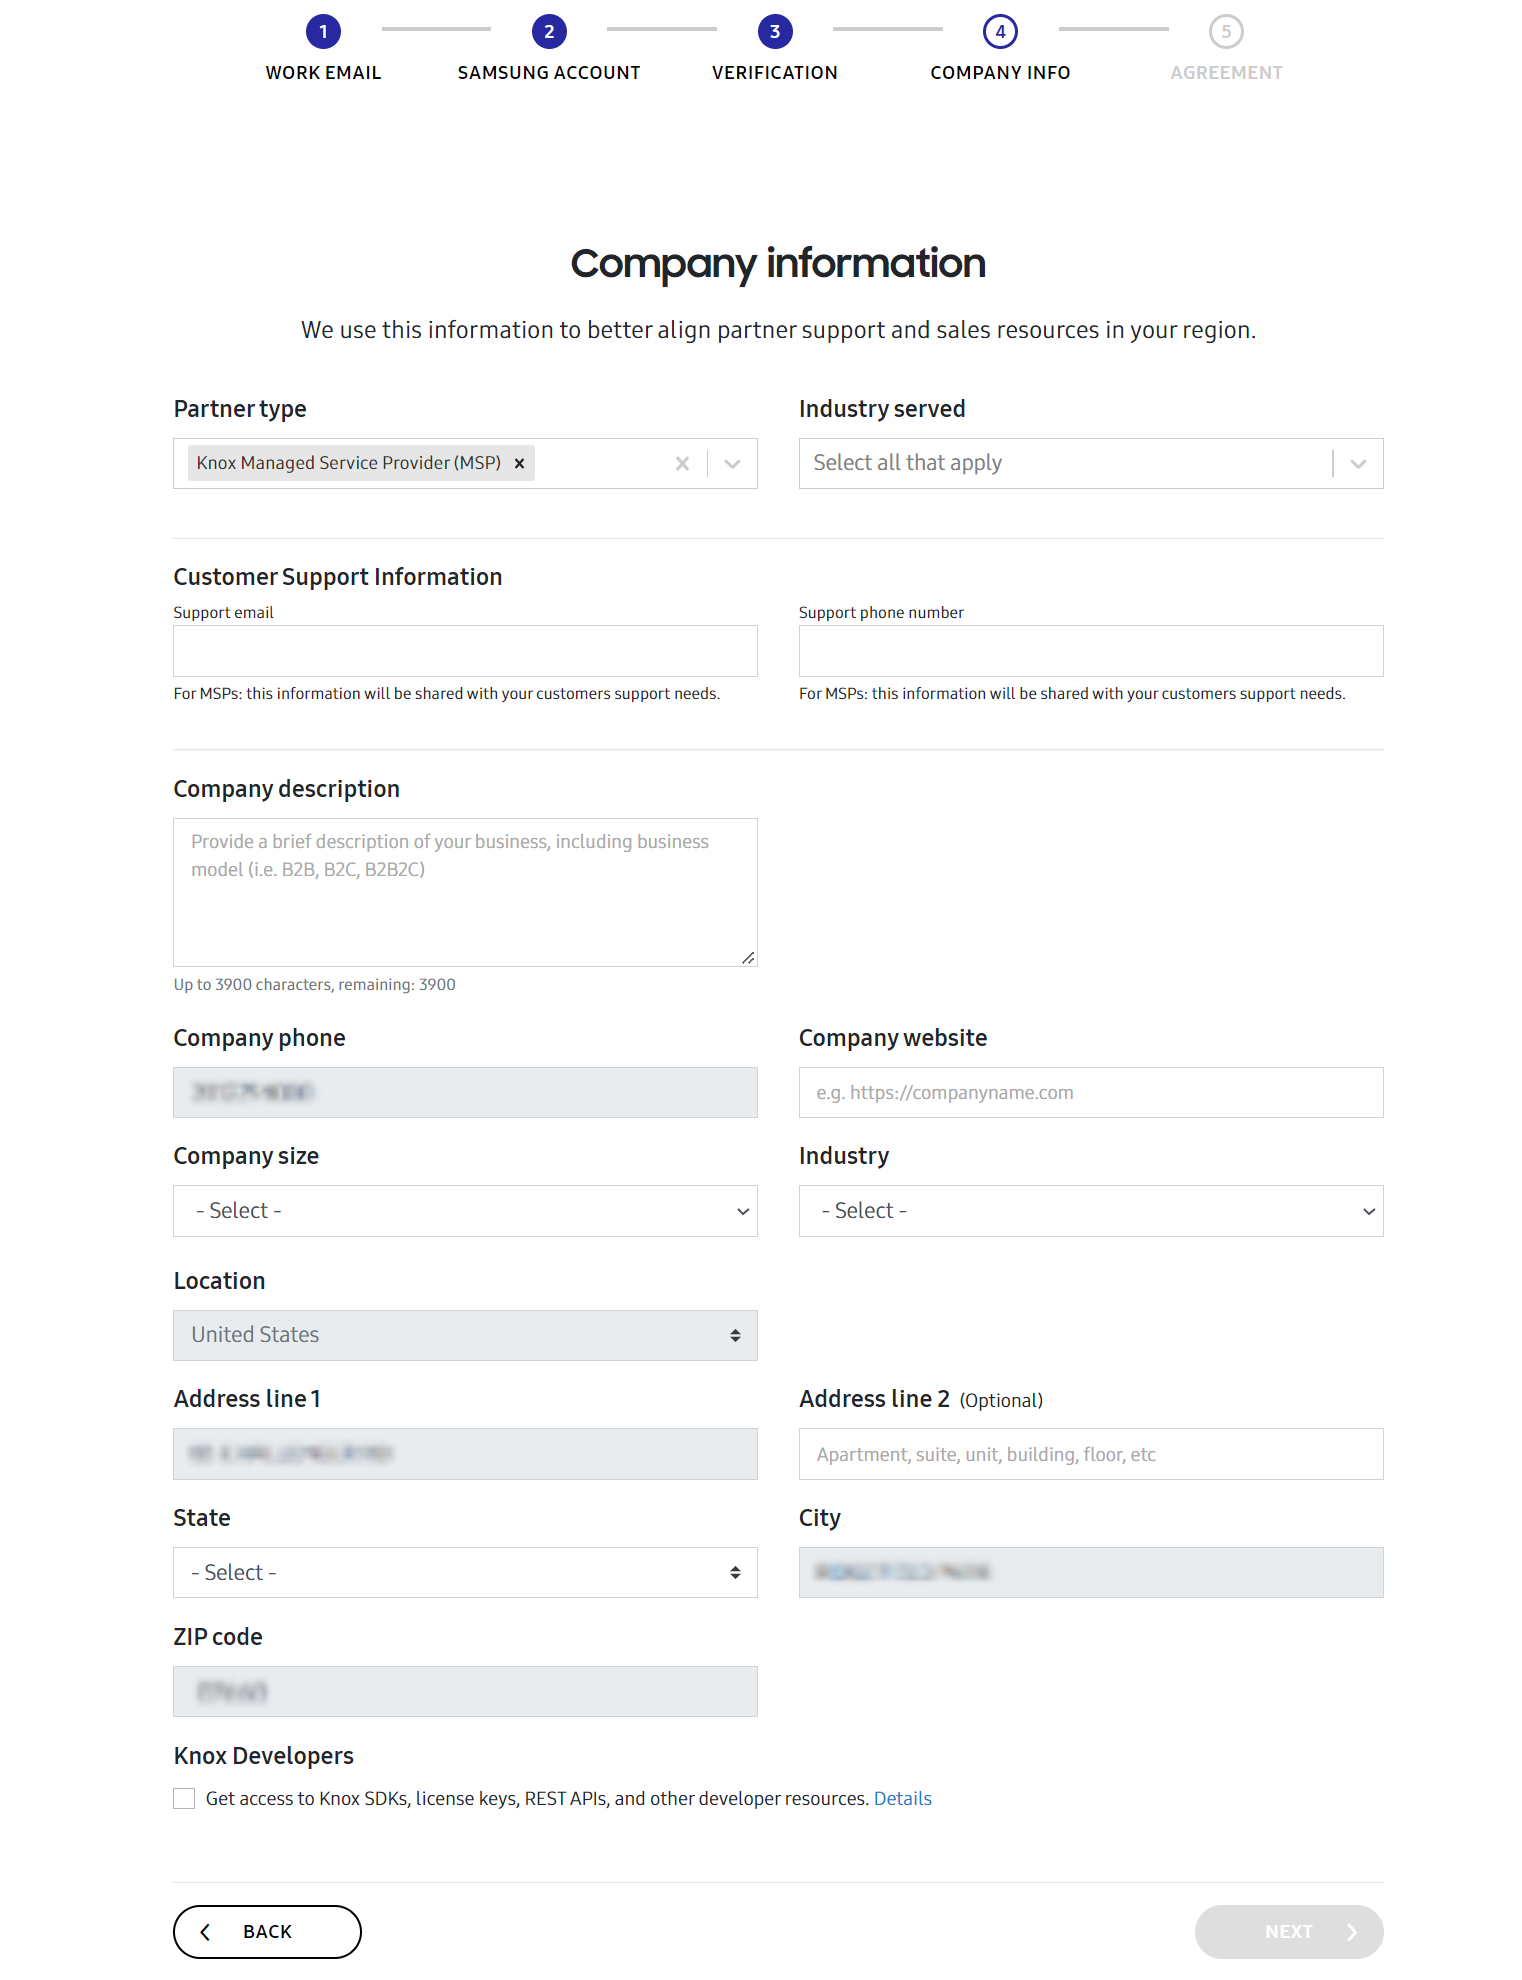 1 2 3 4 5
WORK EMAIL SAMSUNG ACCOUNT VERIFICATION COMPANY INFO AGREEMENT
Company information
We use this information to better align partner support and sales resources in your region.
Partner type Industry served
Knox Managed Service Provider (MSP) Select all that apply
Customer Support Information
Support email Support phone number
For MSPs: this information will be shared with your customers support needs. For MSPs: this information will be shared with your customers support needs.
Company description
Provide a brief description of your business, including business
model (i.e. B2B, B2C, B2B2C)
Up to 3900 characters, remaining: 3900
Company phone Company website
e.g. https://companyname.com
Company size Industry
- Select - - Select -
Location
United States
Address line 1 Address line 2 (Optional)
Apartment, suite, unit, building, floor, etc
State City
- Select -
ZIP code
Knox Developers
Get access to Knox SDKs, license keys, REST APIs, and other developer resources. Details
BACK NEXT